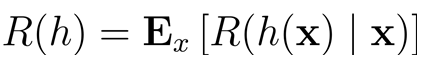 R(h) = E_x [R(h(x) | x)]